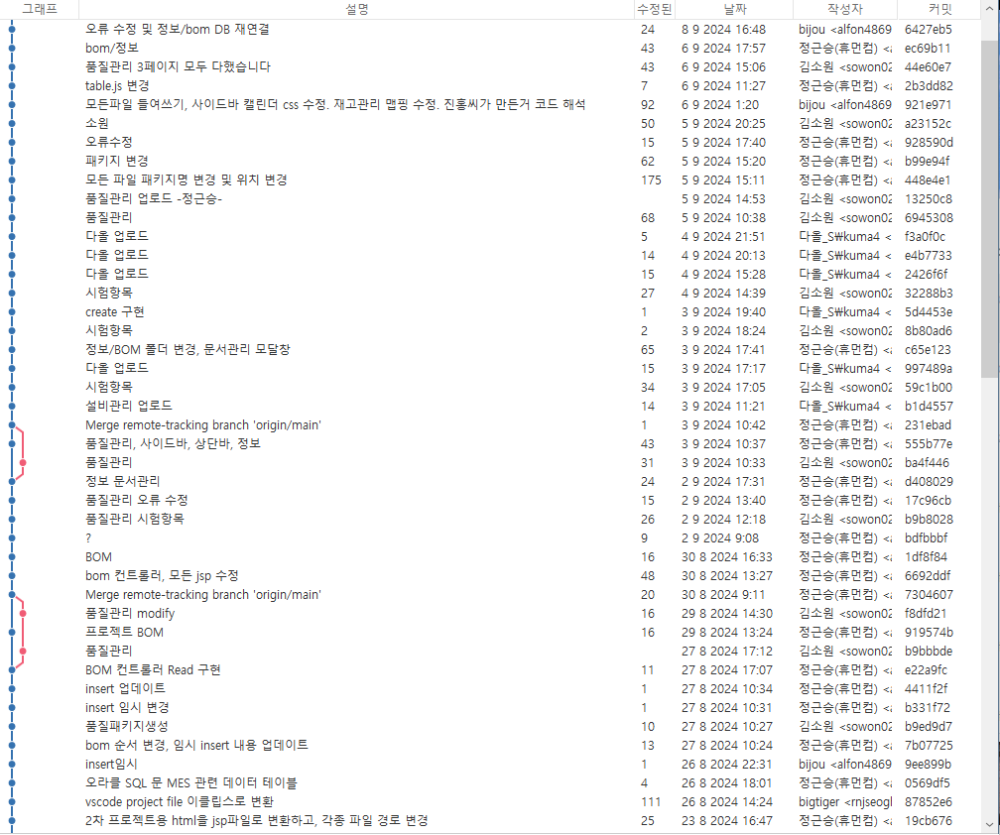 그래프 설명 수정된 날짜 작성자 커밋
오류 수정 및 정보/bom DB 재연결 24 8 9 2024 16:48 bijou <alfon4869 6427eb5
bom/정보 43 6 9 2024 17:57 정근승(휴먼컴) <a ec69b11
품질관리 3페이지 모두 다했습니다 43 6 9 2024 15:06 김소원 <sowon02 44e60e7
table.js 변경 7 6 9 2024 11:27 정근승(휴먼컴) <a 2b3dd82
모든파일 들여쓰기, 사이드바 캘린더 css 수정. 재고관리 맵핑 수정. 진홍씨가 만든거 코드 해석 92 6 9 2024 1:20 bijou <alfon4869 921e971
소원 50 5 9 2024 20:25 김소원 <sowon02 a23152c
오류수정 15 5 9 2024 17:40 정근승(휴먼컴) <a 928590d
패키지 변경 62 5 9 2024 15:20 정근승(휴먼컴) <a b99e94f
모든 파일 패키지명 변경 및 위치 변경 175 5 9 2024 15:11 정근승(휴먼컴) <a 448e4e1
품질관리 업로드 -정근승- 5 9 2024 14:53 김소원 <sowon02 13250c8
품질관리 68 5 9 2024 10:38 김소원 <sowon02 6945308
다올 업로드 5 4 9 2024 21:51 다올_S₩kuma4 < f3a0f0c
다올 업로드 14 4 9 2024 20:13 다올_S₩kuma4 < e4b7733
다올 업로드 15 4 9 2024 15:28 다올_S₩kuma4 < 2426f6f
시험항목 27 4 9 2024 14:39 김소원 <sowon02 32288b3
create 구현 1 3 9 2024 19:40 다올_S₩kuma4 < 5d4453e
시험항목 2 3 9 2024 18:24 김소원 <sowon02 8b80ad6
정보/BOM 폴더 변경, 문서관리 모달창 65 3 9 2024 17:41 정근승(휴먼컴) <a c65e123
다올 업로드 15 3 9 2024 17:17 다올_S₩kuma4 < 997489a
시험항목 34 3 9 2024 17:05 김소원 <sowon02 59c1b00
설비관리 업로드 14 3 9 2024 11:21 다올_S₩kuma4 < b1d4557
Merge remote-tracking branch 'origin/main' 1 3 9 2024 10:42 정근승(휴먼컴) <a 231ebad
품질관리, 사이드바, 상단바, 정보 43 3 9 2024 10:37 정근승(휴먼컴) <a 555b77e
품질관리 31 3 9 2024 10:33 김소원 <sowon02 ba4f446
정보 문서관리 24 2 9 2024 17:31 정근승(휴먼컴) <a d408029
품질관리 오류 수정 15 2 9 2024 13:40 정근승(휴먼컴) <a 17c96cb
품질관리 시험항목 26 2 9 2024 12:18 김소원 <sowon02 b9b8028
? 9 2 9 2024 9:08 정근승(휴먼컴) <a bdfbbbf
BOM 16 30 8 2024 16:33 정근승(휴먼컴) <a 1df8f84
bom 컨트롤러, 모든 jsp 수정 48 30 8 2024 13:27 정근승(휴먼컴) <a 6692ddf
Merge remote-tracking branch 'origin/main' 20 30 8 2024 9:11 정근승(휴먼컴) <a 7304607
품질관리 modify 16 29 8 2024 14:30 김소원 <sowon02 f8dfd21
프로젝트 BOM 16 29 8 2024 13:24 정근승(휴먼컴) <a 919574b
품질관리 27 8 2024 17:12 김소원 <sowon02 b9bbbde
BOM 컨트롤러 Read 구현 11 27 8 2024 17:07 정근승(휴먼컴) <a e22a9fc
insert 업데이트 1 27 8 2024 10:34 정근승(휴먼컴) <a 4411f2f
insert 임시 변경 1 27 8 2024 10:31 정근승(휴먼컴) <a b331f72
품질패키지생성 10 27 8 2024 10:27 김소원 <sowon02 b9ed9d7
bom 순서 변경, 임시 insert 내용 업데이트 13 27 8 2024 10:24 정근승(휴먼컴) <a 7b07725
insert임시 1 26 8 2024 22:31 bijou <alfon4869 9ee899b
오라클 SQL 문 MES 관련 데이터 테이블 4 26 8 2024 18:01 정근승(휴먼컴) <a 0569df5
vscode project file 이클립스로 변환 111 26 8 2024 14:24 bigtiger <rnjseogl 87852e6
2차 프로젝트용 html을 jsp파일로 변환하고, 각종 파일 경로 변경 25 23 8 2024 16:47 정근승(휴먼컴) <a 19cb676